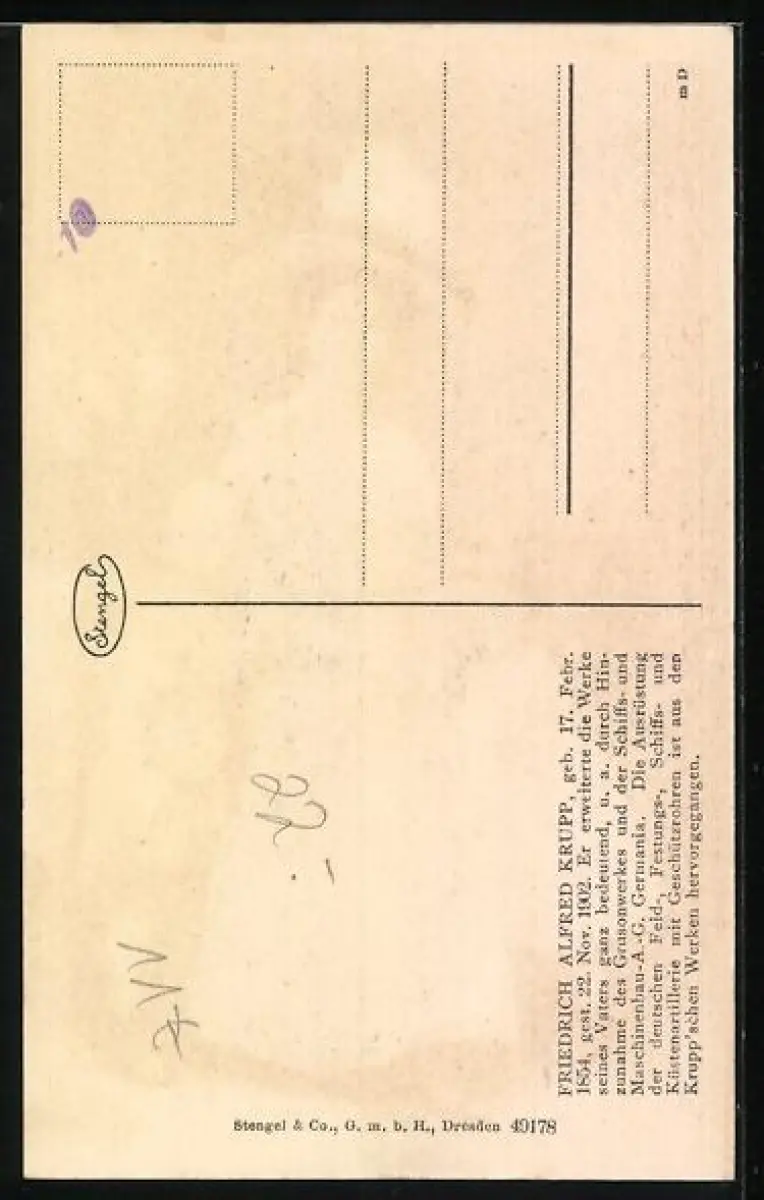 FRIEDRICH ALFRED KRUPP, geb. 17. Febr.
1854, gest. 22. Nov. 1902. Er erweiterte die Werke
seines Vaters ganz bedeutend, u. a. durch Hin-
zunahme des Grusonwerkes und der Schiffs- und
Maschinenbau-A.-G. Germania. Die Ausrüstung
der deutschen Feld-, Festungs-, Schiffs- und
Küstenartillerie mit Geschützrohren ist aus den
Krupp'schen Werken hervorgegangen.
Stengel
Stengel & Co., G. m. b. H., Dresden 49178
m D